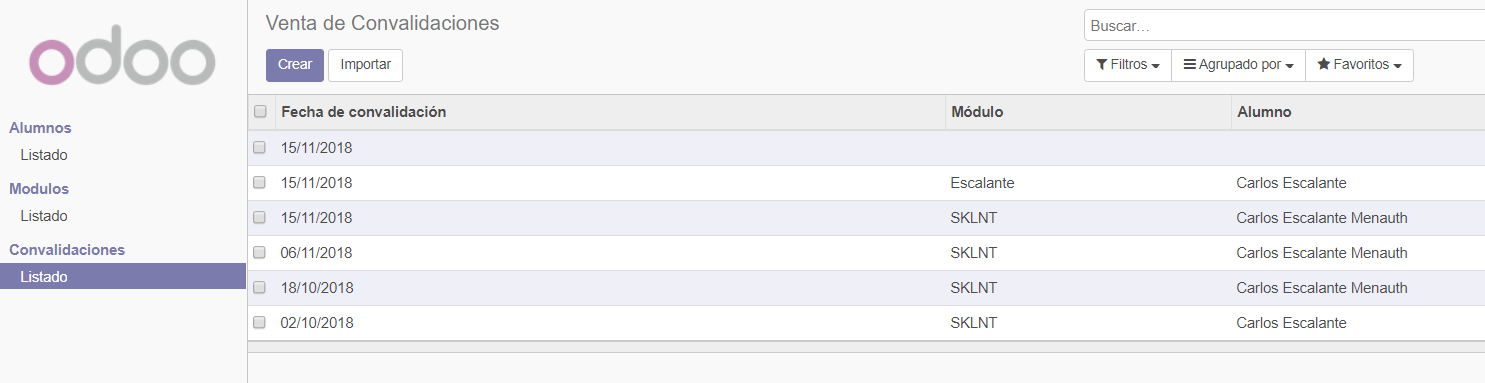 odoo
Alumnos
Listado
Modulos
Listado
Convalidaciones
Listado
Venta de Convalidaciones
Crear Importar
Buscar...
Filtros Agrupado por Favoritos
Fecha de convalidación Módulo Alumno
15/11/2018
15/11/2018 Escalante Carlos Escalante
15/11/2018 SKLNT Carlos Escalante Menauth
06/11/2018 SKLNT Carlos Escalante Menauth
18/10/2018 SKLNT Carlos Escalante Menauth
02/10/2018 SKLNT Carlos Escalante